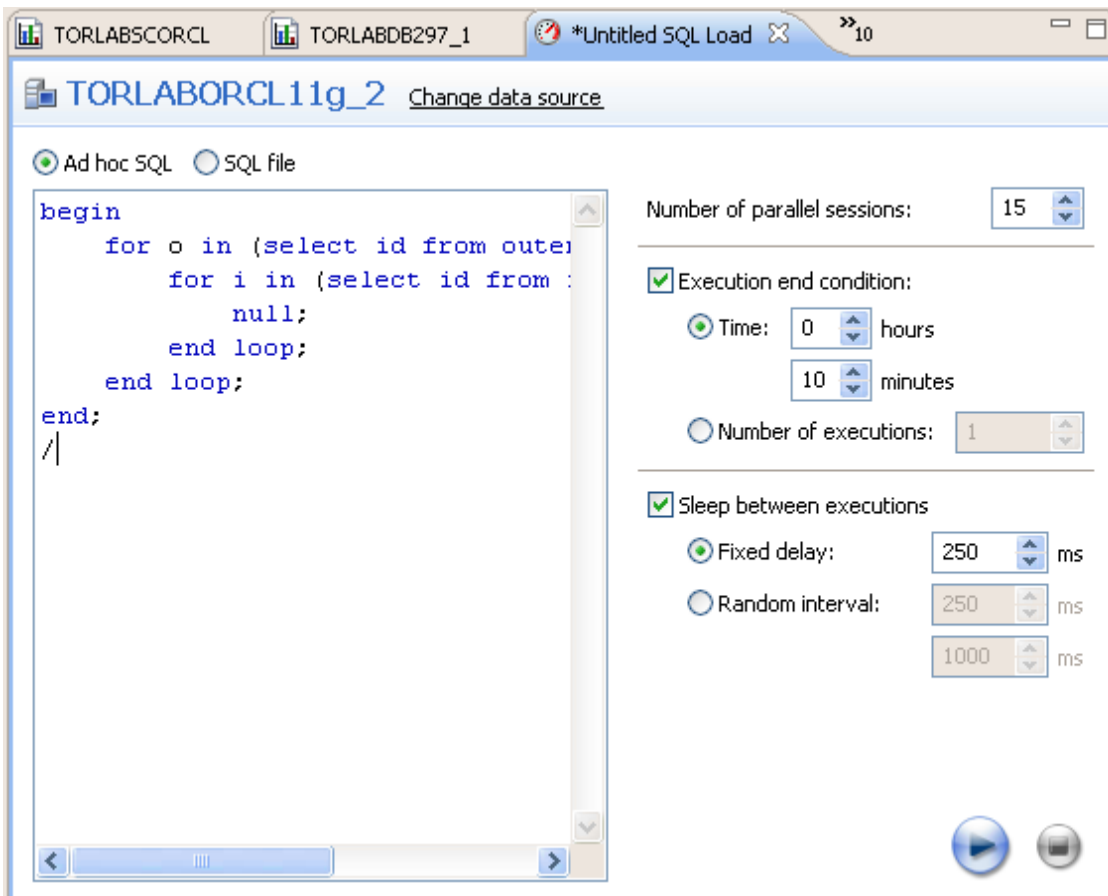 TORLABSCORCL TORLABDB297_1 *Untitled SQL Load »10
TORLABORCL11g_2 Change data source
Ad hoc SQL SQL file
begin
for o in (select id from outer
for i in (select id from
null;
end loop;
end loop;
end;
/
Number of parallel sessions: 15
Execution end condition:
Time: 0 hours
10 minutes
Number of executions: 1
Sleep between executions
Fixed delay: 250 ms
Random interval: 250 ms
1000 ms